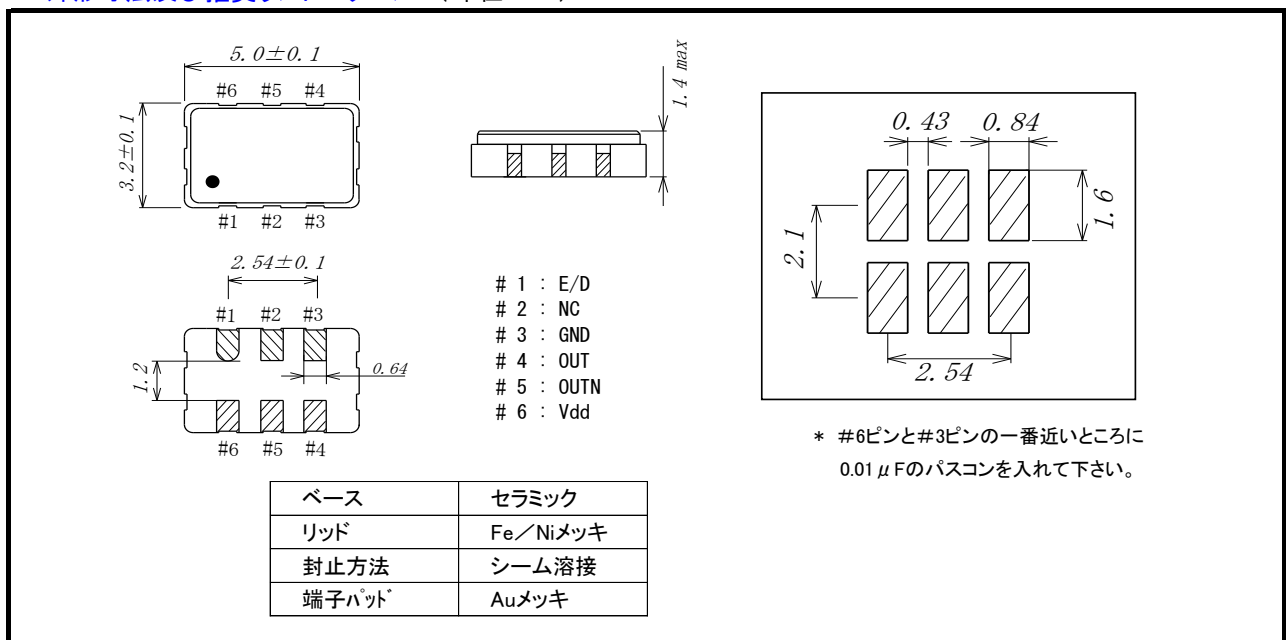 5.0±0.1
#6 #5 #4
3.2±0.1
#1 #2 #3
1.4 max
2.54±0.1
#1 #2 #3
1.2
0.64
#6 #5 #4
# 1 : E/D
# 2 : NC
# 3 : GND
# 4 : OUT
# 5 : OUTN
# 6 : Vdd
0.43 0.84
2.1
1.6
2.54
* #6ピンと#3ピンの一番近いところに
0.01μFのパスコンを入れて下さい。
ベース セラミック
リッド Fe/Niメッキ
封止方法 シーム溶接
端子パッド Auメッキ